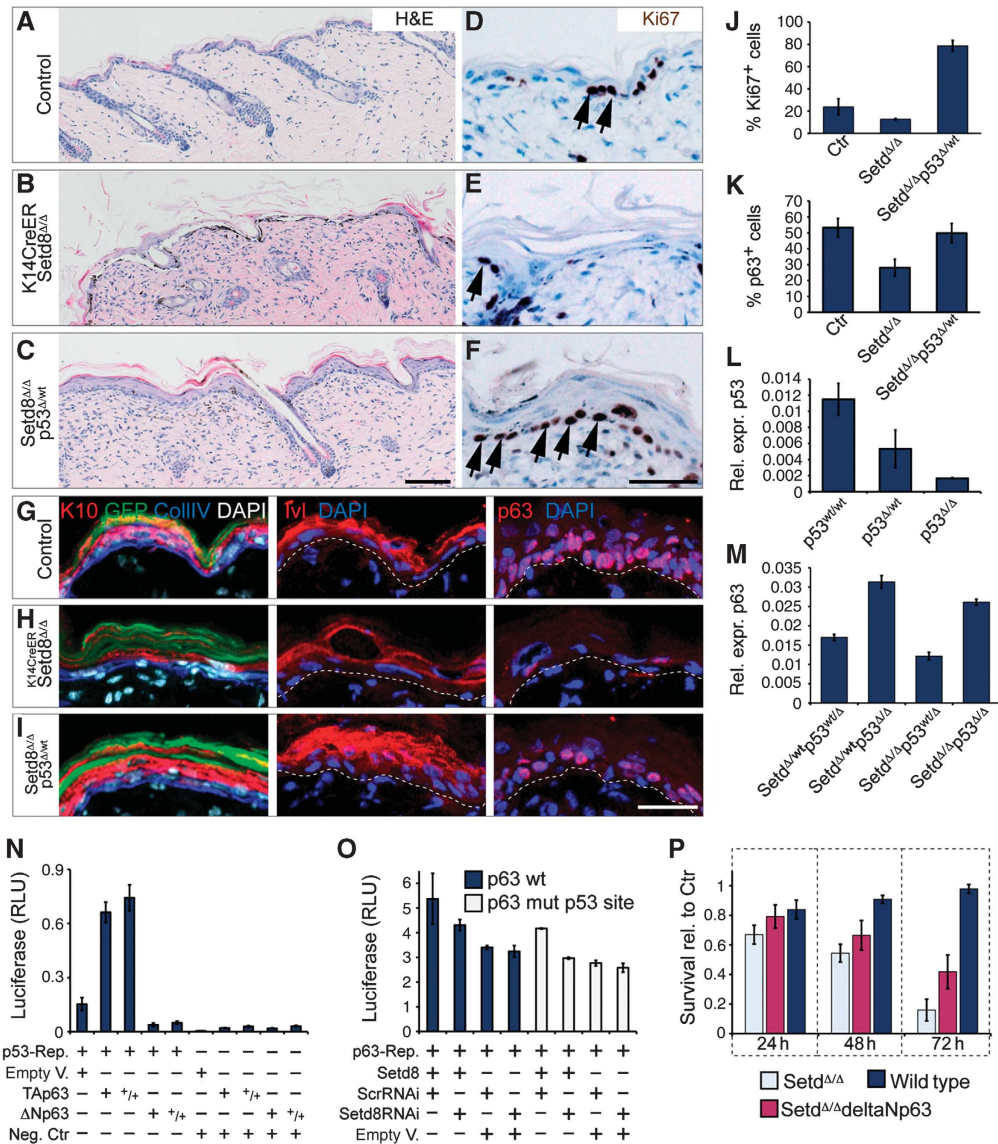 A
H&E
Control
D
Ki67
B
K14CreER
Setd8Δ/Δ
E
C
Setd8Δ/Δ
p53Δ/wt
F
G
Control
K10 GFP CollIV DAPI
Ivl DAPI
p63 DAPI
H
K14CreER
Setd8Δ/Δ
I
Setd8Δ/Δ
p53Δ/wt
J
% Ki67+ cells
100
80
60
40
20
0
Ctr
SetdΔ/Δ
SetdΔ/Δp53Δ/wt
K
% p63+ cells
70
60
50
40
30
20
10
0
Ctr
SetdΔ/Δ
SetdΔ/Δp53Δ/wt
L
Rel. expr. p53
0.014
0.012
0.01
0.008
0.006
0.004
0.002
0
p53wt/wt
p53Δ/wt
p53Δ/Δ
M
Rel. expr. p63
0.035
0.03
0.025
0.02
0.015
0.01
0.005
0
SetdΔ/wtp53wt/Δ
SetdΔ/wtp53Δ/Δ
SetdΔ/Δp53wt/Δ
SetdΔ/Δp53Δ/Δ
N
Luciferase (RLU)
0.9
0.6
0.3
0
p53-Rep. + + + + + − − − − −
Empty V. + − − − − + − − − −
TAp63 − + +/+ − − − + +/+ − −
ΔNp63 − − − + +/+ − − − + +/+
Neg. Ctr − − − − − + + + + +
O
p63 wt
p63 mut p53 site
Luciferase (RLU)
6
5
4
3
2
1
0
p63-Rep. + + + + + + + +
Setd8 + + − − + + − −
ScrRNAi + − + − + − + −
Setd8RNAi − + − + − + − +
Empty V. − − + + − − + +
P
Survival rel. to Ctr
1
0.8
0.6
0.4
0.2
0
24 h
48 h
72 h
SetdΔ/Δ
Wild type
SetdΔ/ΔdeltaNp63